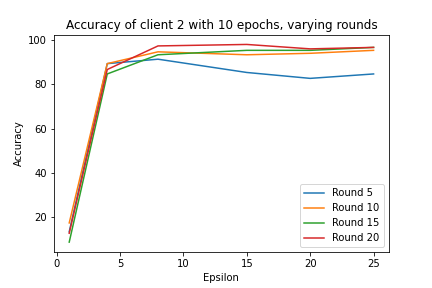 Accuracy of client 2 with 10 epochs, varying rounds
100
80
60
40
20
Accuracy
0
5
10
15
20
25
Epsilon
Round 5
Round 10
Round 15
Round 20